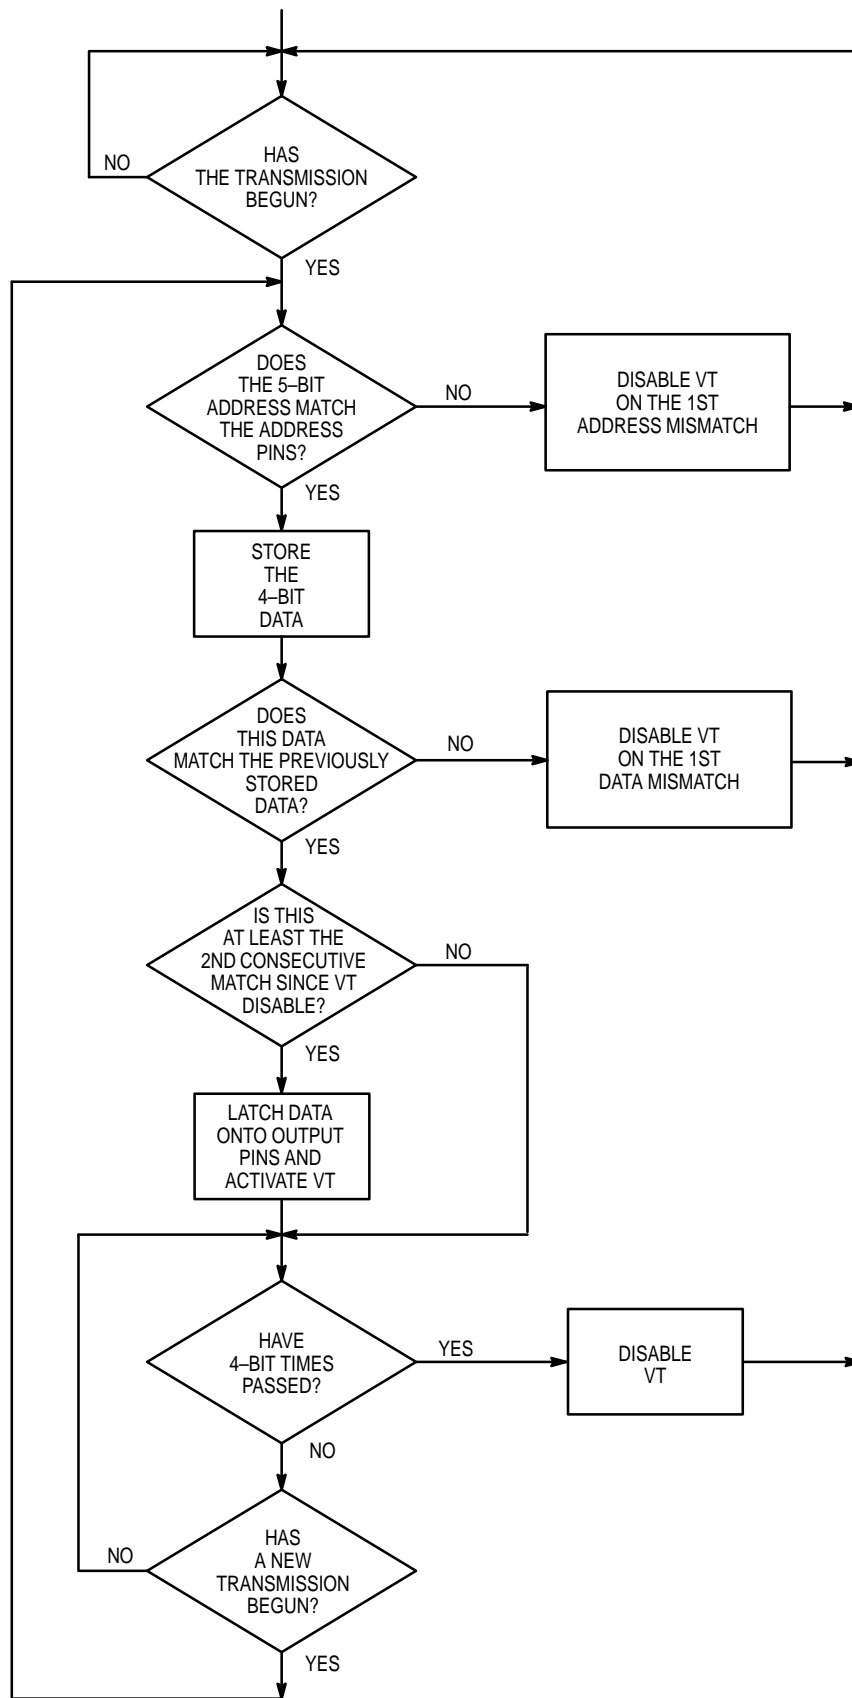 HAS
THE TRANSMISSION
BEGUN?
NO
YES
DOES
THE 5–BIT
ADDRESS MATCH
THE ADDRESS
PINS?
NO
DISABLE VT
ON THE 1ST
ADDRESS MISMATCH
YES
STORE
THE
4–BIT
DATA
DOES
THIS DATA
MATCH THE PREVIOUSLY
STORED
DATA?
NO
DISABLE VT
ON THE 1ST
DATA MISMATCH
YES
IS THIS
AT LEAST THE
2ND CONSECUTIVE
MATCH SINCE VT
DISABLE?
NO
YES
LATCH DATA
ONTO OUTPUT
PINS AND
ACTIVATE VT
HAVE
4–BIT TIMES
PASSED?
YES
DISABLE
VT
NO
HAS
A NEW
TRANSMISSION
BEGUN?
NO
YES